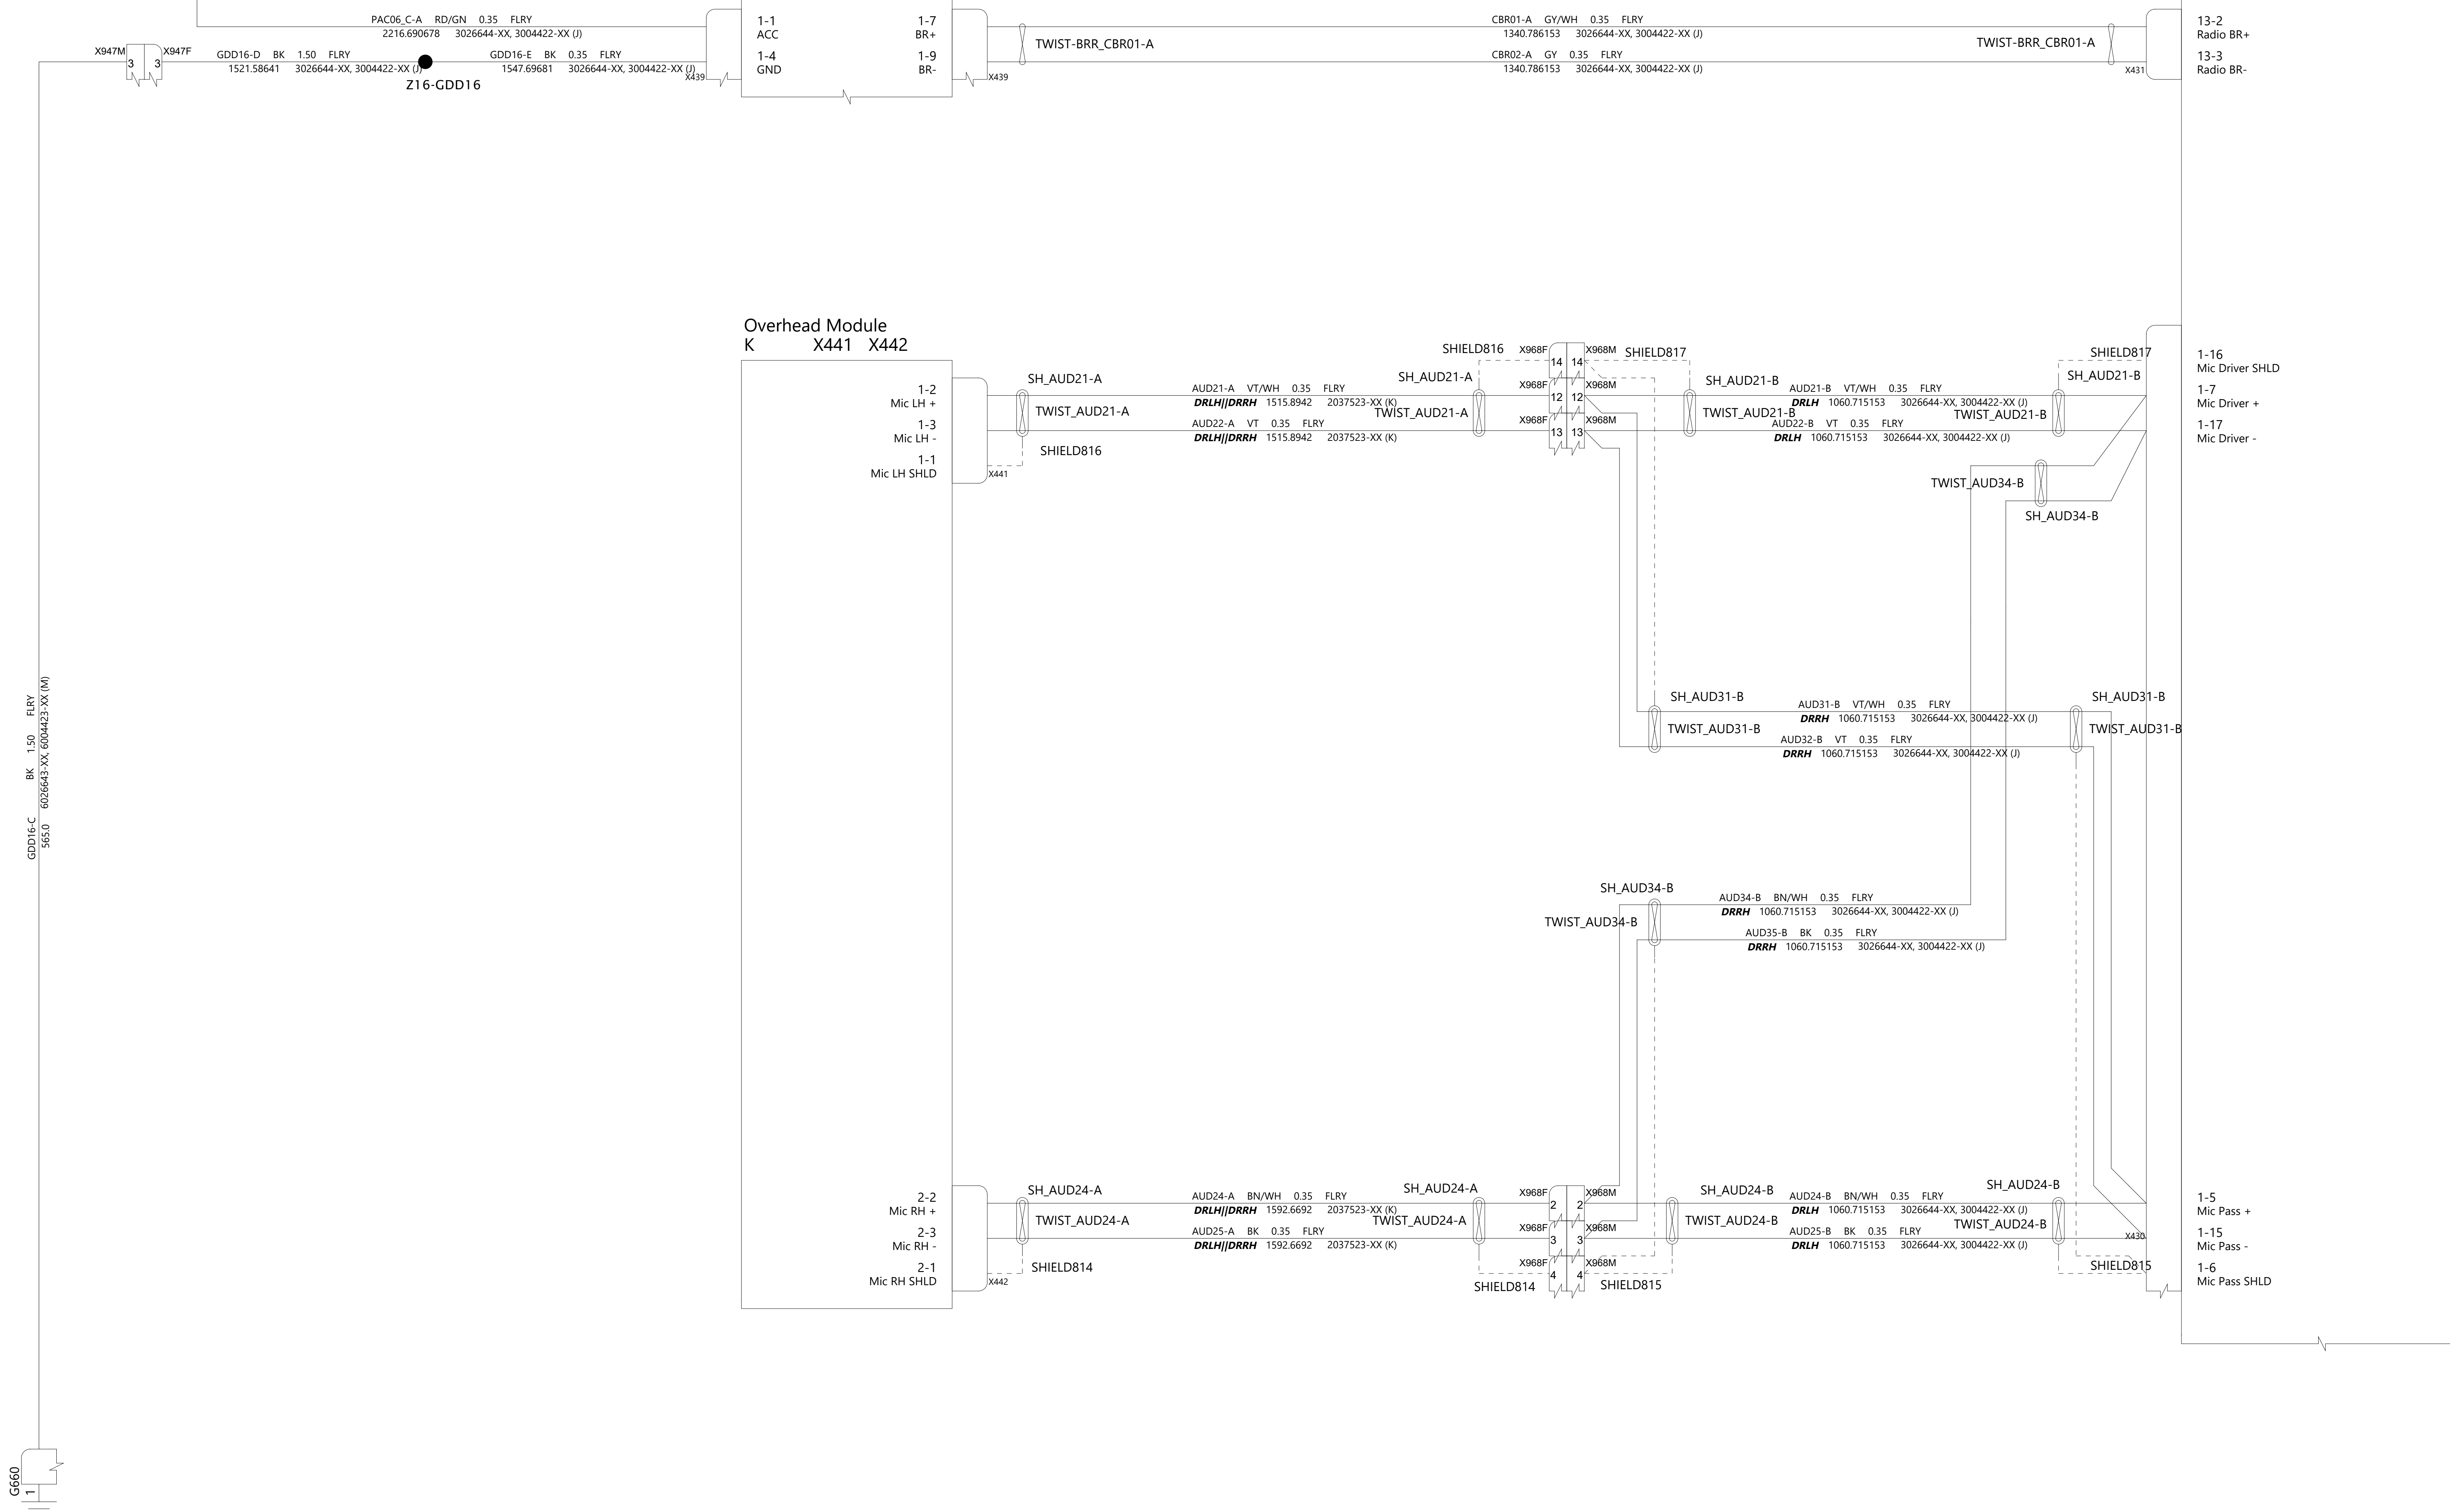 PAC06_C-A RD/GN 0.35 FLRY
2216.690678 3026644-XX, 3004422-XX (J)
X947M
X947F
3
3
GDD16-D BK 1.50 FLRY
1521.58641 3026644-XX, 3004422-XX (J)
Z16-GDD16
GDD16-E BK 0.35 FLRY
1547.69681 3026644-XX, 3004422-XX (J)
X439
1-1
ACC
1-4
GND
1-7
BR+
1-9
BR-
X439
TWIST-BRR_CBR01-A
CBR01-A GY/WH 0.35 FLRY
1340.786153 3026644-XX, 3004422-XX (J)
CBR02-A GY 0.35 FLRY
1340.786153 3026644-XX, 3004422-XX (J)
TWIST-BRR_CBR01-A
X431
13-2
Radio BR+
13-3
Radio BR-
Overhead Module
K X441 X442
1-2
Mic LH +
1-3
Mic LH -
1-1
Mic LH SHLD
X441
SH_AUD21-A
TWIST_AUD21-A
SHIELD816
AUD21-A VT/WH 0.35 FLRY
DRLH||DRRH 1515.8942 2037523-XX (K)
AUD22-A VT 0.35 FLRY
DRLH||DRRH 1515.8942 2037523-XX (K)
SHIELD816
SH_AUD21-A
TWIST_AUD21-A
X968F
14
14
X968M
X968F
12
12
X968M
X968F
13
13
X968M
SHIELD817
SH_AUD21-B
TWIST_AUD21-B
AUD21-B VT/WH 0.35 FLRY
DRLH 1060.715153 3026644-XX, 3004422-XX (J)
AUD22-B VT 0.35 FLRY
DRLH 1060.715153 3026644-XX, 3004422-XX (J)
SHIELD817
SH_AUD21-B
TWIST_AUD21-B
1-16
Mic Driver SHLD
1-7
Mic Driver +
1-17
Mic Driver -
TWIST_AUD34-B
SH_AUD34-B
GDD16-C BK 1.50 FLRY
565.0 6026643-XX, 6004423-XX (M)
SH_AUD31-B
TWIST_AUD31-B
AUD31-B VT/WH 0.35 FLRY
DRRH 1060.715153 3026644-XX, 3004422-XX (J)
AUD32-B VT 0.35 FLRY
DRRH 1060.715153 3026644-XX, 3004422-XX (J)
SH_AUD31-B
TWIST_AUD31-B
SH_AUD34-B
TWIST_AUD34-B
AUD34-B BN/WH 0.35 FLRY
DRRH 1060.715153 3026644-XX, 3004422-XX (J)
AUD35-B BK 0.35 FLRY
DRRH 1060.715153 3026644-XX, 3004422-XX (J)
2-2
Mic RH +
2-3
Mic RH -
2-1
Mic RH SHLD
X442
SH_AUD24-A
TWIST_AUD24-A
SHIELD814
AUD24-A BN/WH 0.35 FLRY
DRLH||DRRH 1592.6692 2037523-XX (K)
AUD25-A BK 0.35 FLRY
DRLH||DRRH 1592.6692 2037523-XX (K)
SH_AUD24-A
TWIST_AUD24-A
SHIELD814
X968F
2
2
X968M
X968F
3
3
X968M
X968F
4
4
X968M
SHIELD815
SH_AUD24-B
TWIST_AUD24-B
AUD24-B BN/WH 0.35 FLRY
DRLH 1060.715153 3026644-XX, 3004422-XX (J)
AUD25-B BK 0.35 FLRY
DRLH 1060.715153 3026644-XX, 3004422-XX (J)
SH_AUD24-B
TWIST_AUD24-B
SHIELD815
X430
1-5
Mic Pass +
1-15
Mic Pass -
1-6
Mic Pass SHLD
G660
1